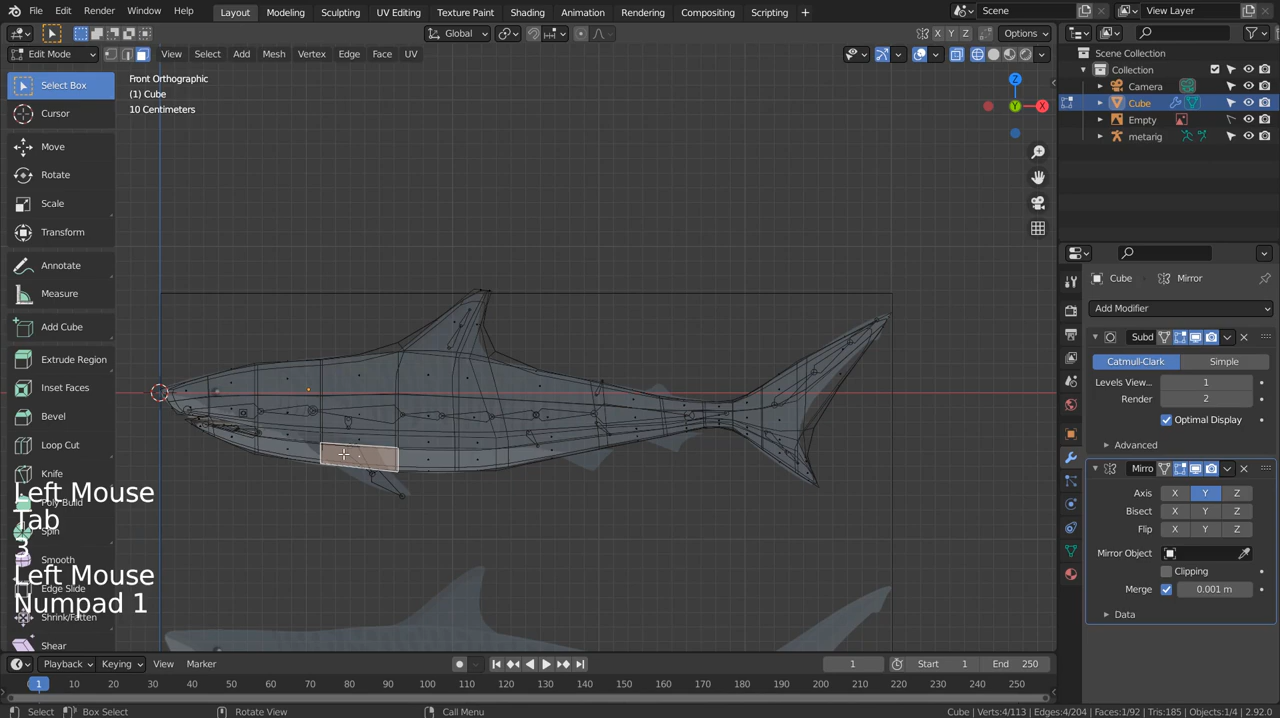 File Edit Render Window Help Layout Modeling Sculpting UV Editing Texture Paint Shading Animation Rendering Compositing Scripting + Scene View Layer
Global Options X Y Z
Edit Mode View Select Add Mesh Vertex Edge Face UV
Select Box
Cursor
Move
Rotate
Scale
Transform
Annotate
Measure
Add Cube
Extrude Region
Inset Faces
Bevel
Loop Cut
Knife
Poly Build
Spin
Smooth
Edge Slide
Shrink/Fatten
Shear
Front Orthographic
(1) Cube
10 Centimeters
Z
Y
X
Left Mouse
Tab
3
Left Mouse
Numpad 1
Scene Collection
Collection
Camera
Cube
Empty
metarig
Cube Mirror
Add Modifier
Subd
Catmull-Clark Simple
Levels View... 1
Render 2
Optimal Display
Advanced
Mirro
Axis X Y Z
Bisect X Y Z
Flip X Y Z
Mirror Object
Clipping
Merge 0.001 m
Data
Playback Keying View Marker 1 Start 1 End 250
1 10 20 30 40 50 60 70 80 90 100 110 120 130 140 150 160 170 180 190 200 210 220 230 240 250
Select Box Select Rotate View Call Menu Cube | Verts:4/113 | Edges:4/204 | Faces:1/92 | Tris:185 | Objects:1/4 | 2.92.0